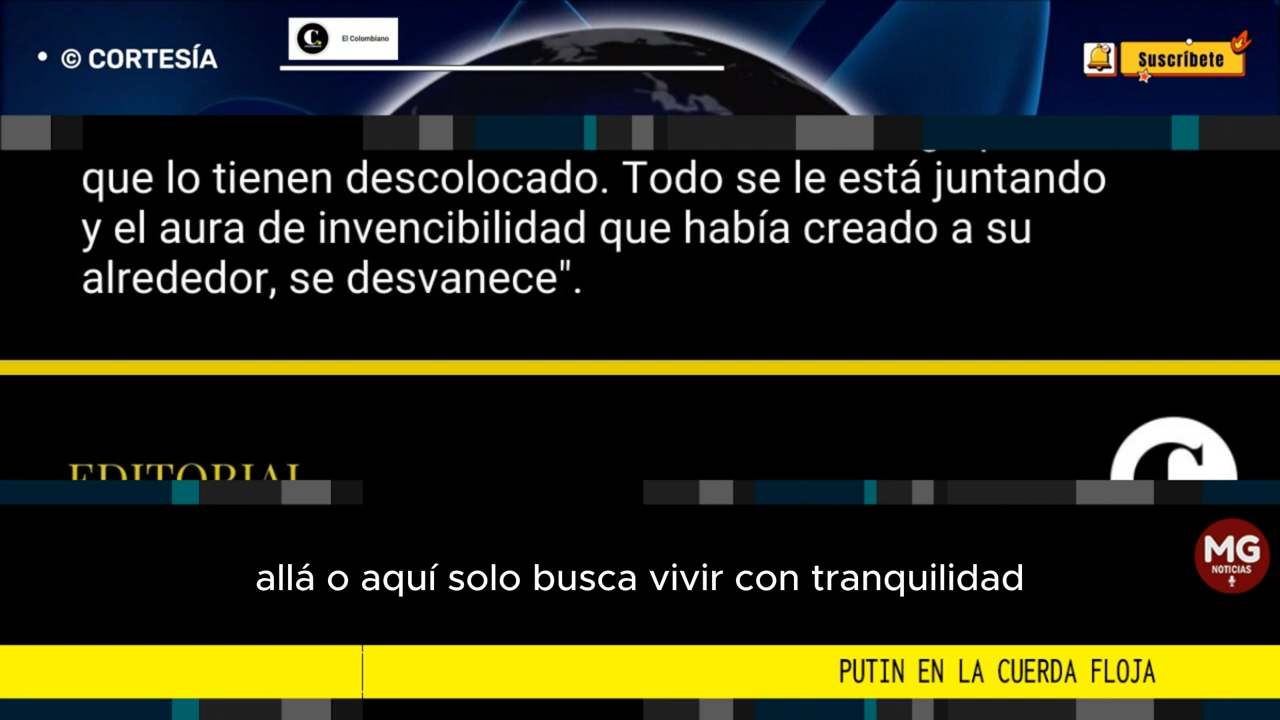 • © CORTESÍA
El Colombiano
Suscríbete
que lo tienen descolocado. Todo se le está juntando
y el aura de invencibilidad que había creado a su
alrededor, se desvanece".
EDITORIAL
allá o aquí solo busca vivir con tranquilidad
MG
NOTICIAS
PUTIN EN LA CUERDA FLOJA